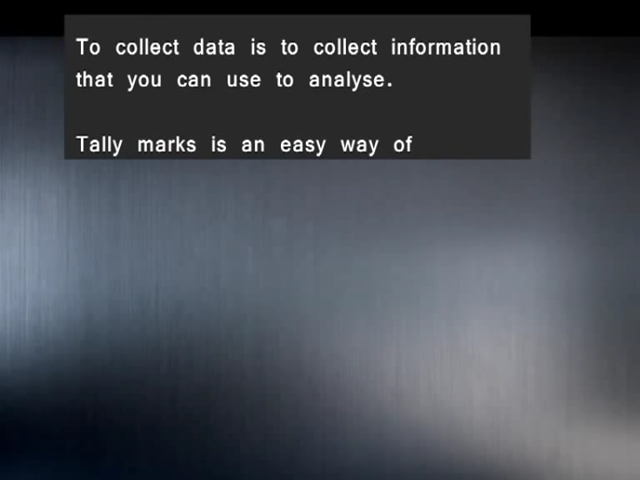 To collect data is to collect information
that you can use to analyse.
Tally marks is an easy way of